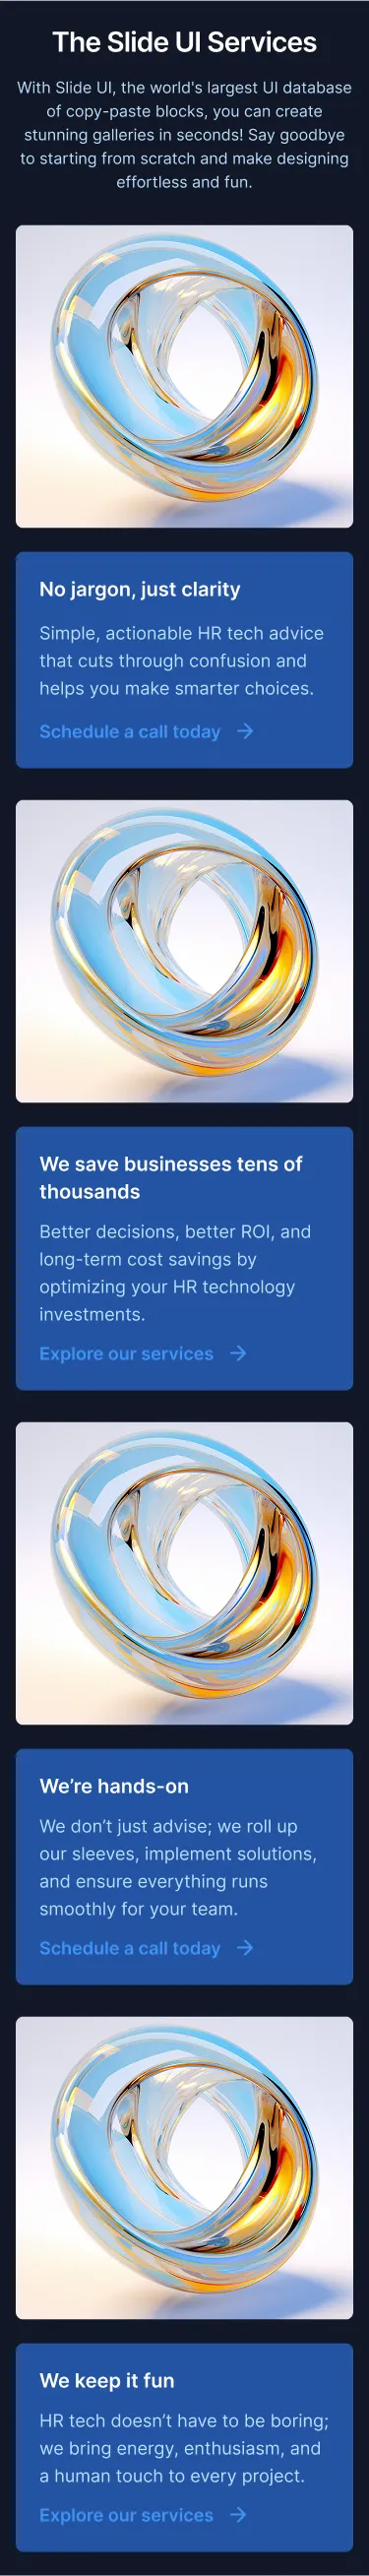 The Slide UI Services
With Slide UI, the world's largest UI database
of copy-paste blocks, you can create
stunning galleries in seconds! Say goodbye
to starting from scratch and make designing
effortless and fun.
No jargon, just clarity
Simple, actionable HR tech advice
that cuts through confusion and
helps you make smarter choices.
Schedule a call today
We save businesses tens of
thousands
Better decisions, better ROI, and
long-term cost savings by
optimizing your HR technology
investments.
Explore our services
We’re hands-on
We don’t just advise; we roll up
our sleeves, implement solutions,
and ensure everything runs
smoothly for your team.
Schedule a call today
We keep it fun
HR tech doesn’t have to be boring;
we bring energy, enthusiasm, and
a human touch to every project.
Explore our services